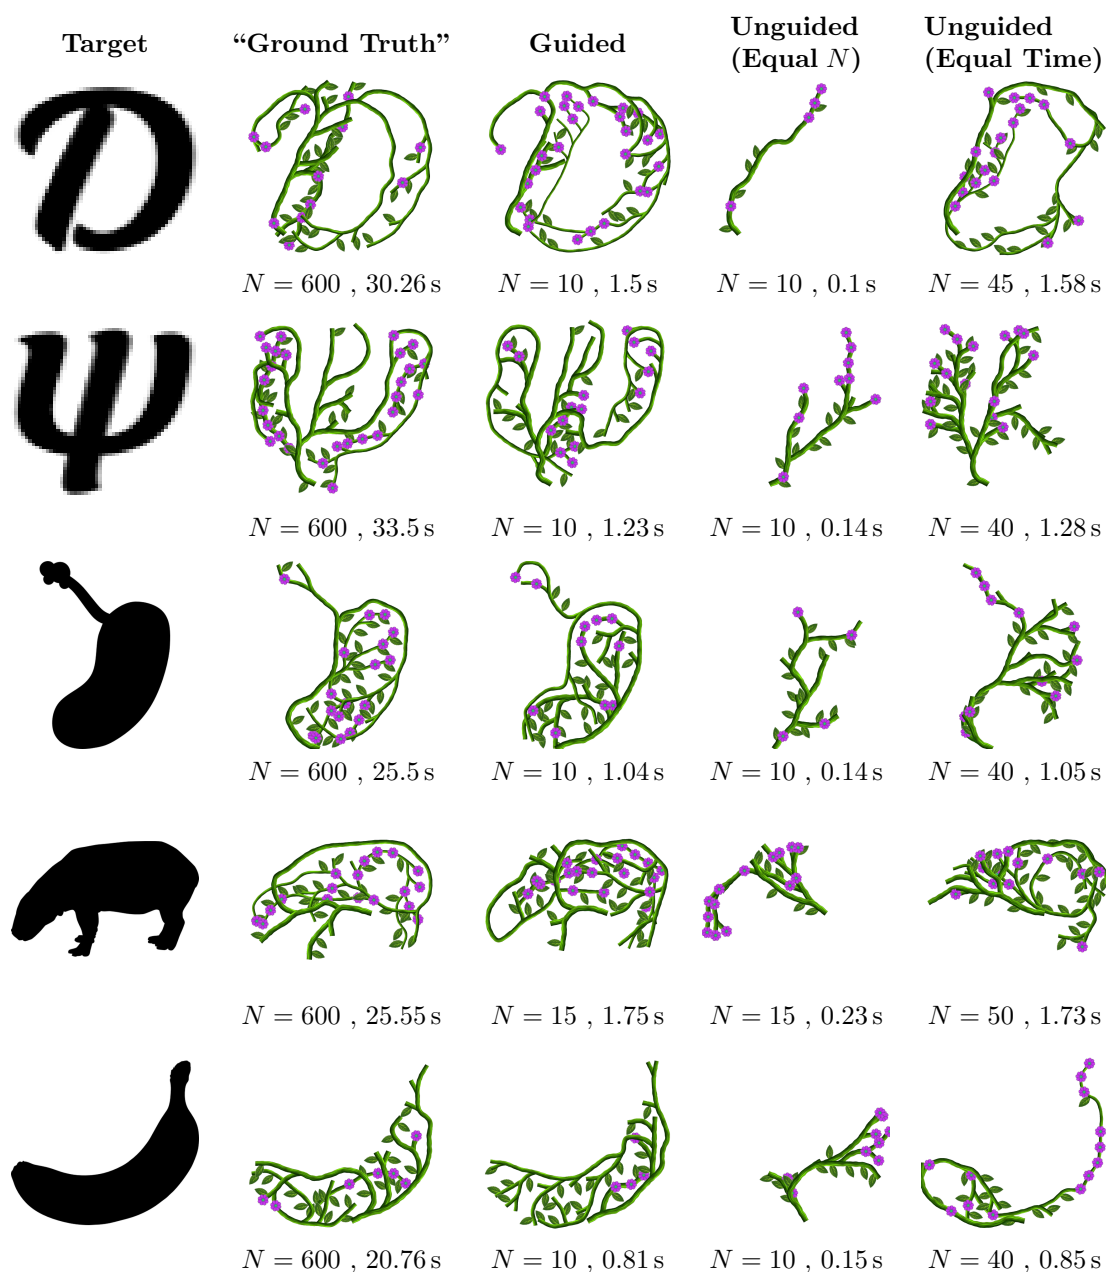 Target “Ground Truth” Guided Unguided (Equal N) Unguided (Equal Time)
D
N = 600 , 30.26 s N = 10 , 1.5 s N = 10 , 0.1 s N = 45 , 1.58 s
ψ
N = 600 , 33.5 s N = 10 , 1.23 s N = 10 , 0.14 s N = 40 , 1.28 s
N = 600 , 25.5 s N = 10 , 1.04 s N = 10 , 0.14 s N = 40 , 1.05 s
N = 600 , 25.55 s N = 15 , 1.75 s N = 15 , 0.23 s N = 50 , 1.73 s
N = 600 , 20.76 s N = 10 , 0.81 s N = 10 , 0.15 s N = 40 , 0.85 s